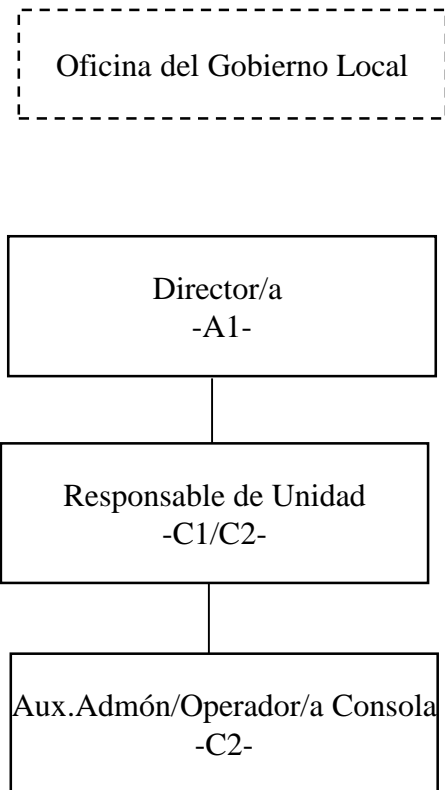 Oficina del Gobierno Local
Director/a
-A1-
Responsable de Unidad
-C1/C2-
Aux.Admón/Operador/a Consola
-C2-